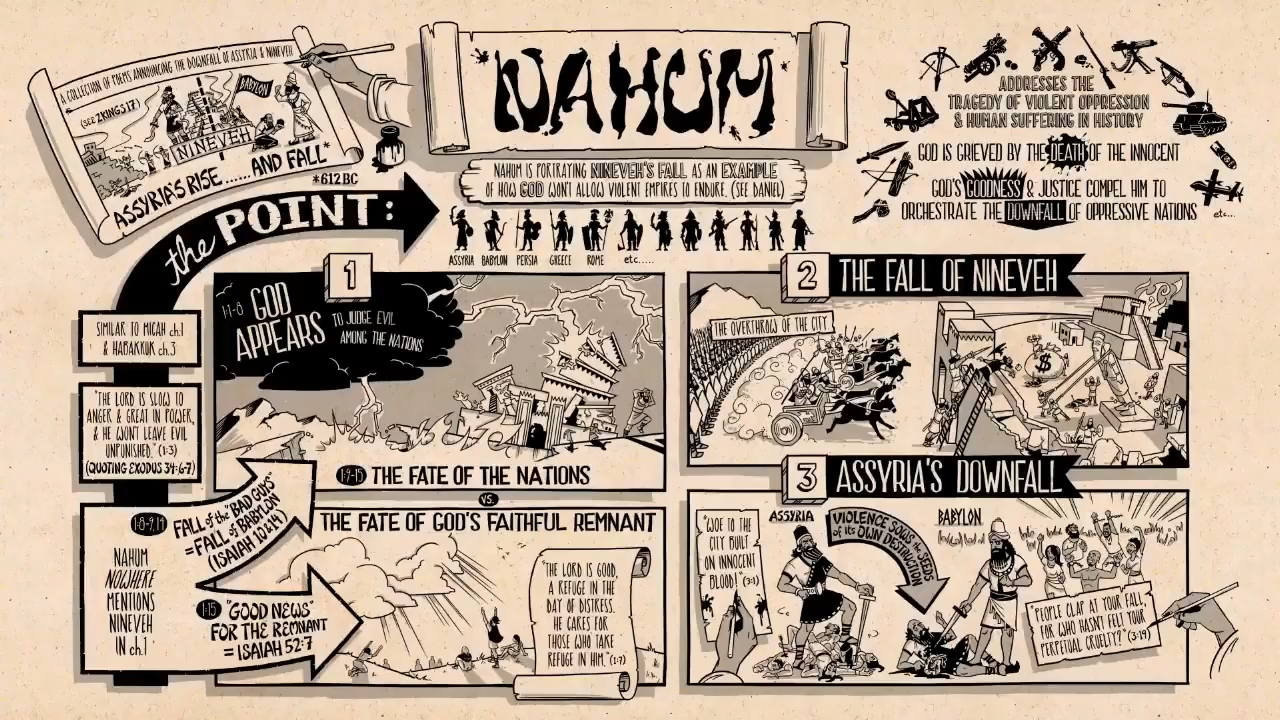 A COLLECTION OF POEMS ANNOUNCING THE DOWNFALL OF ASSYRIA & NINEVEH
(SEE 2KINGS 17)
BABYLON
NINEVEH
ASSYRIA'S RISE ...... AND FALL*
*612 BC
NAHUM
NAHUM IS PORTRAYING NINEVEH'S FALL AS AN EXAMPLE
OF HOW GOD WON'T ALLOW VIOLENT EMPIRES TO ENDURE. (SEE DANIEL)
ASSYRIA BABYLON PERSIA GREECE ROME etc.....
ADDRESSES THE
TRAGEDY OF VIOLENT OPPRESSION
& HUMAN SUFFERING IN HISTORY
GOD IS GRIEVED BY THE DEATH OF THE INNOCENT
GOD'S GOODNESS & JUSTICE COMPEL HIM TO
ORCHESTRATE THE DOWNFALL OF OPPRESSIVE NATIONS
etc...
the POINT:
SIMILAR TO MICAH ch.1
& HABAKKUK ch.3
"THE LORD IS SLOW TO
ANGER & GREAT IN POWER,
& HE WON'T LEAVE EVIL
UNPUNISHED." (1:3)
(QUOTING EXODUS 34:6-7)
1:8-9,14
NAHUM
NOWHERE
MENTIONS
NINEVEH
IN ch.1
1
1:1-8 GOD
APPEARS
TO JUDGE EVIL
AMONG THE NATIONS
1:9-15 THE FATE OF THE NATIONS
VS.
THE FATE OF GOD'S FAITHFUL REMNANT
FALL of the "BAD GUYS"
= FALL of BABYLON
(ISAIAH 10:14)
1:15 "GOOD NEWS"
FOR THE REMNANT
= ISAIAH 52:7
"THE LORD IS GOOD,
A REFUGE IN THE
DAY OF DISTRESS.
HE CARES FOR
THOSE WHO TAKE
REFUGE IN HIM." (1:7)
2 THE FALL OF NINEVEH
THE OVERTHROW OF THE CITY
$
3 ASSYRIA'S DOWNFALL
"WOE TO THE
CITY BUILT
ON INNOCENT
BLOOD!" (3:1)
ASSYRIA
VIOLENCE SOWS the SEEDS
of its OWN DESTRUCTION
BABYLON
"PEOPLE CLAP AT YOUR FALL,
FOR WHO HASN'T FELT YOUR
PERPETUAL CRUELTY?" (3:19)